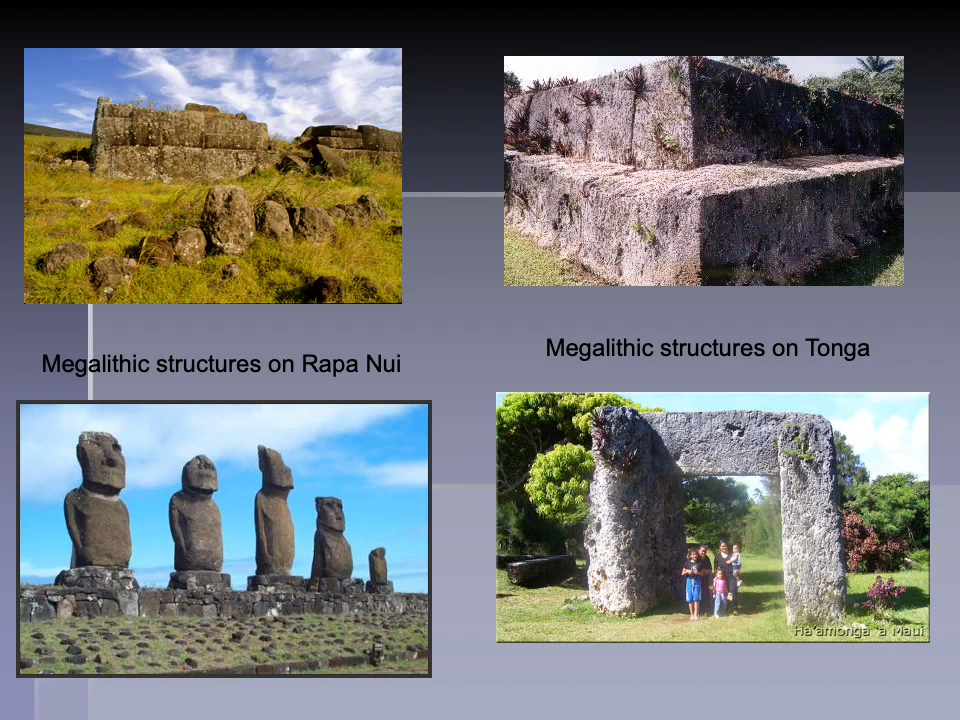 Megalithic structures on Rapa Nui
Megalithic structures on Tonga
Ha'amonga 'a Maui